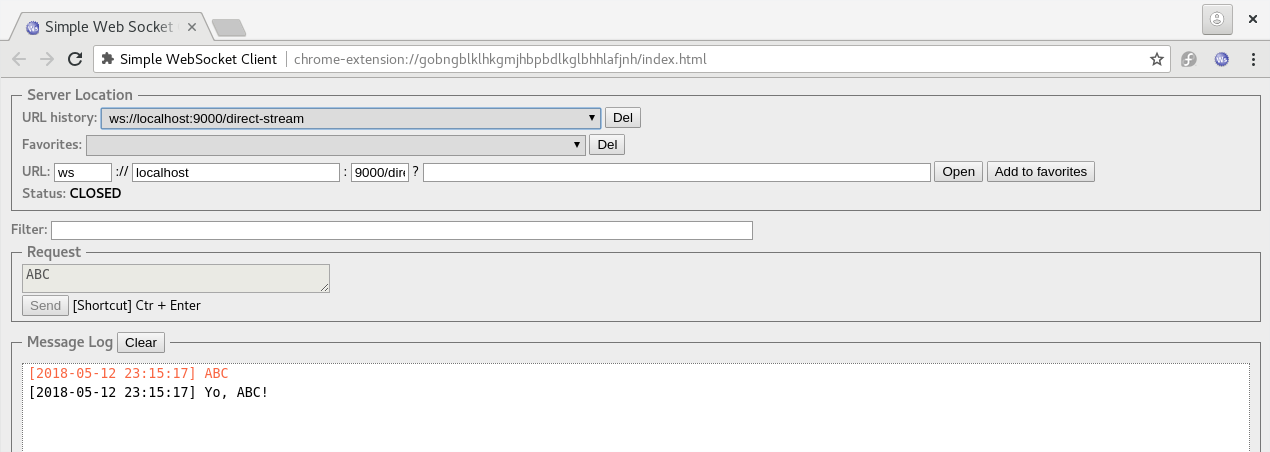 Simple Web Socket
Simple WebSocket Client chrome-extension://gobngblklhkgmjhbpbdlkglbhhlafjnh/index.html
Server Location
URL history: ws://localhost:9000/direct-stream Del
Favorites: Del
URL: ws :// localhost : 9000/dir ? Open Add to favorites
Status: CLOSED
Filter:
Request
ABC
Send [Shortcut] Ctr + Enter
Message Log Clear
[2018-05-12 23:15:17] ABC
[2018-05-12 23:15:17] Yo, ABC!